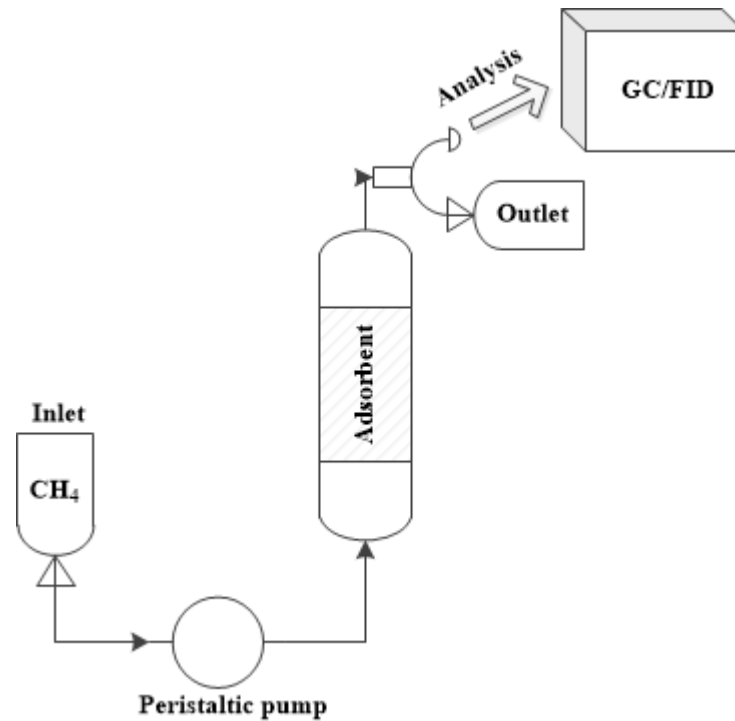 Analysis
GC/FID
Outlet
Adsorbent
Inlet
CH₄
Peristaltic pump